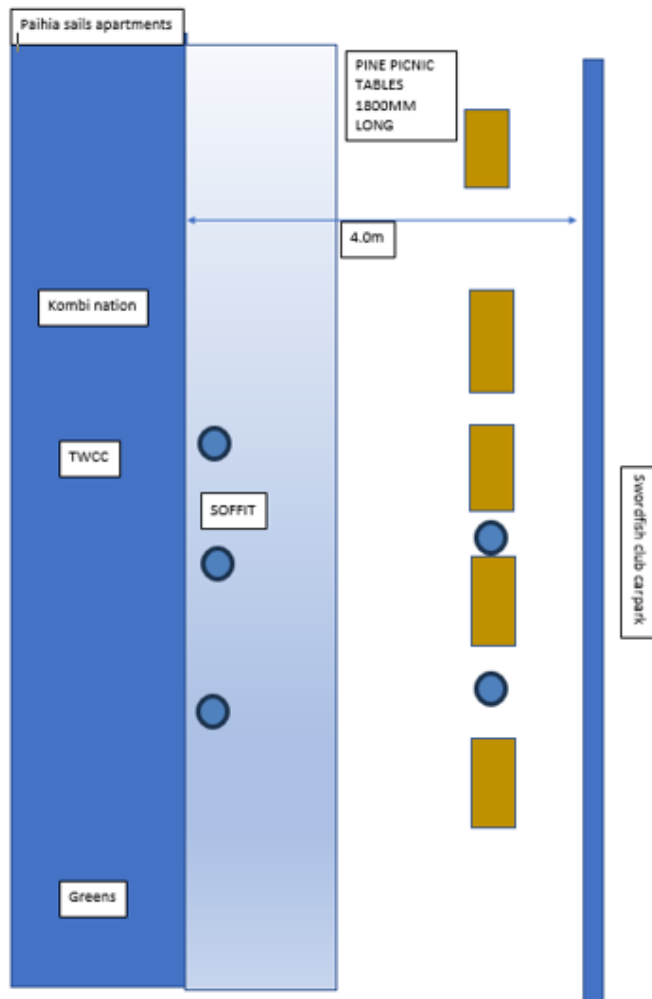 Paihia sails apartments
PINE PICNIC
TABLES
1800MM
LONG
4.0m
Kombi nation
TWCC
SOFFIT
Swordfish club carpark
Greens